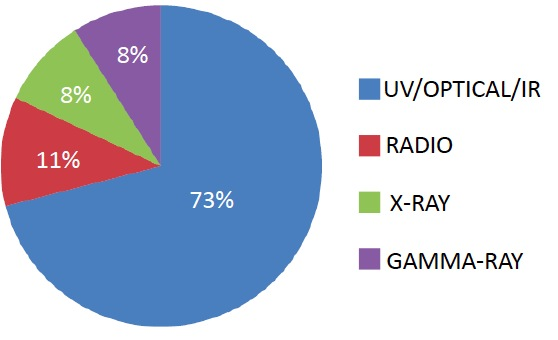 8%
8%
11%
73%
UV/OPTICAL/IR
RADIO
X-RAY
GAMMA-RAY